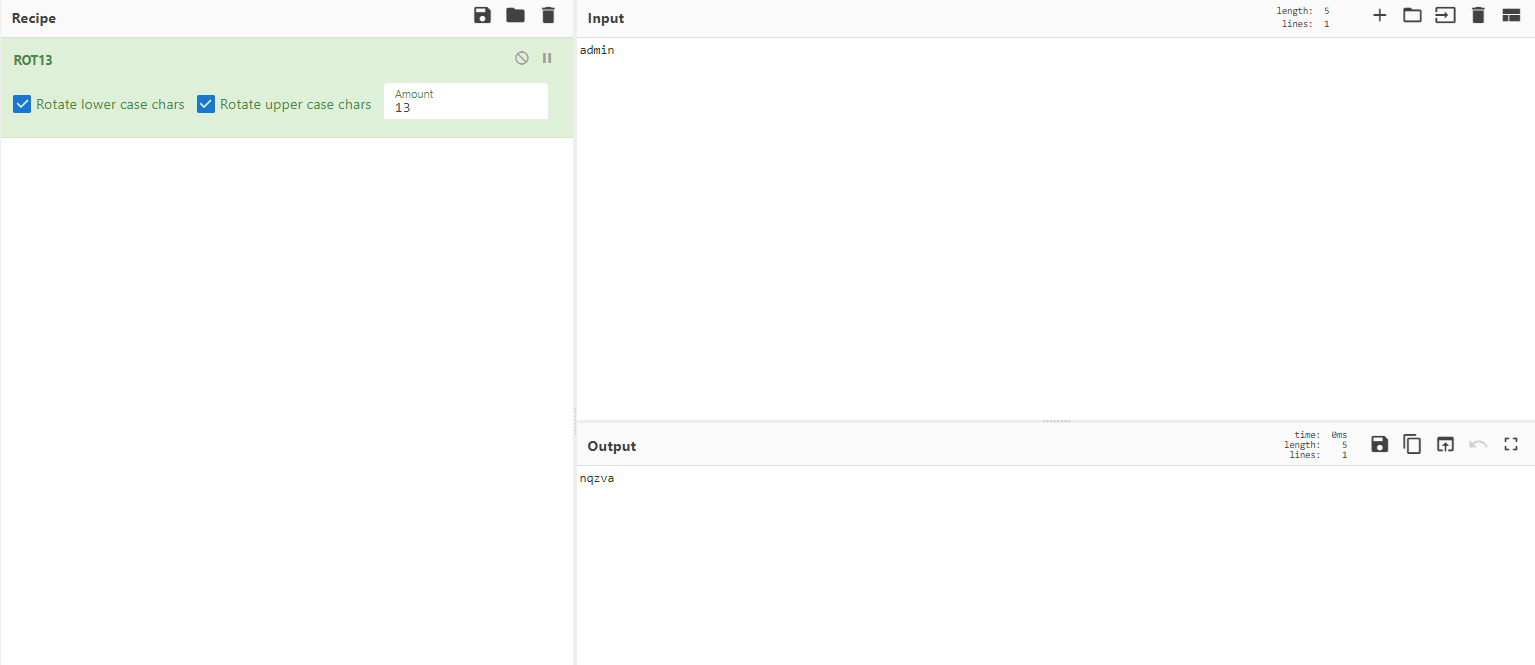 Recipe
ROT13
Rotate lower case chars
Rotate upper case chars
Amount
13
Input
length: 5
lines: 1
admin
Output
time: 0ms
length: 5
lines: 1
nqzva